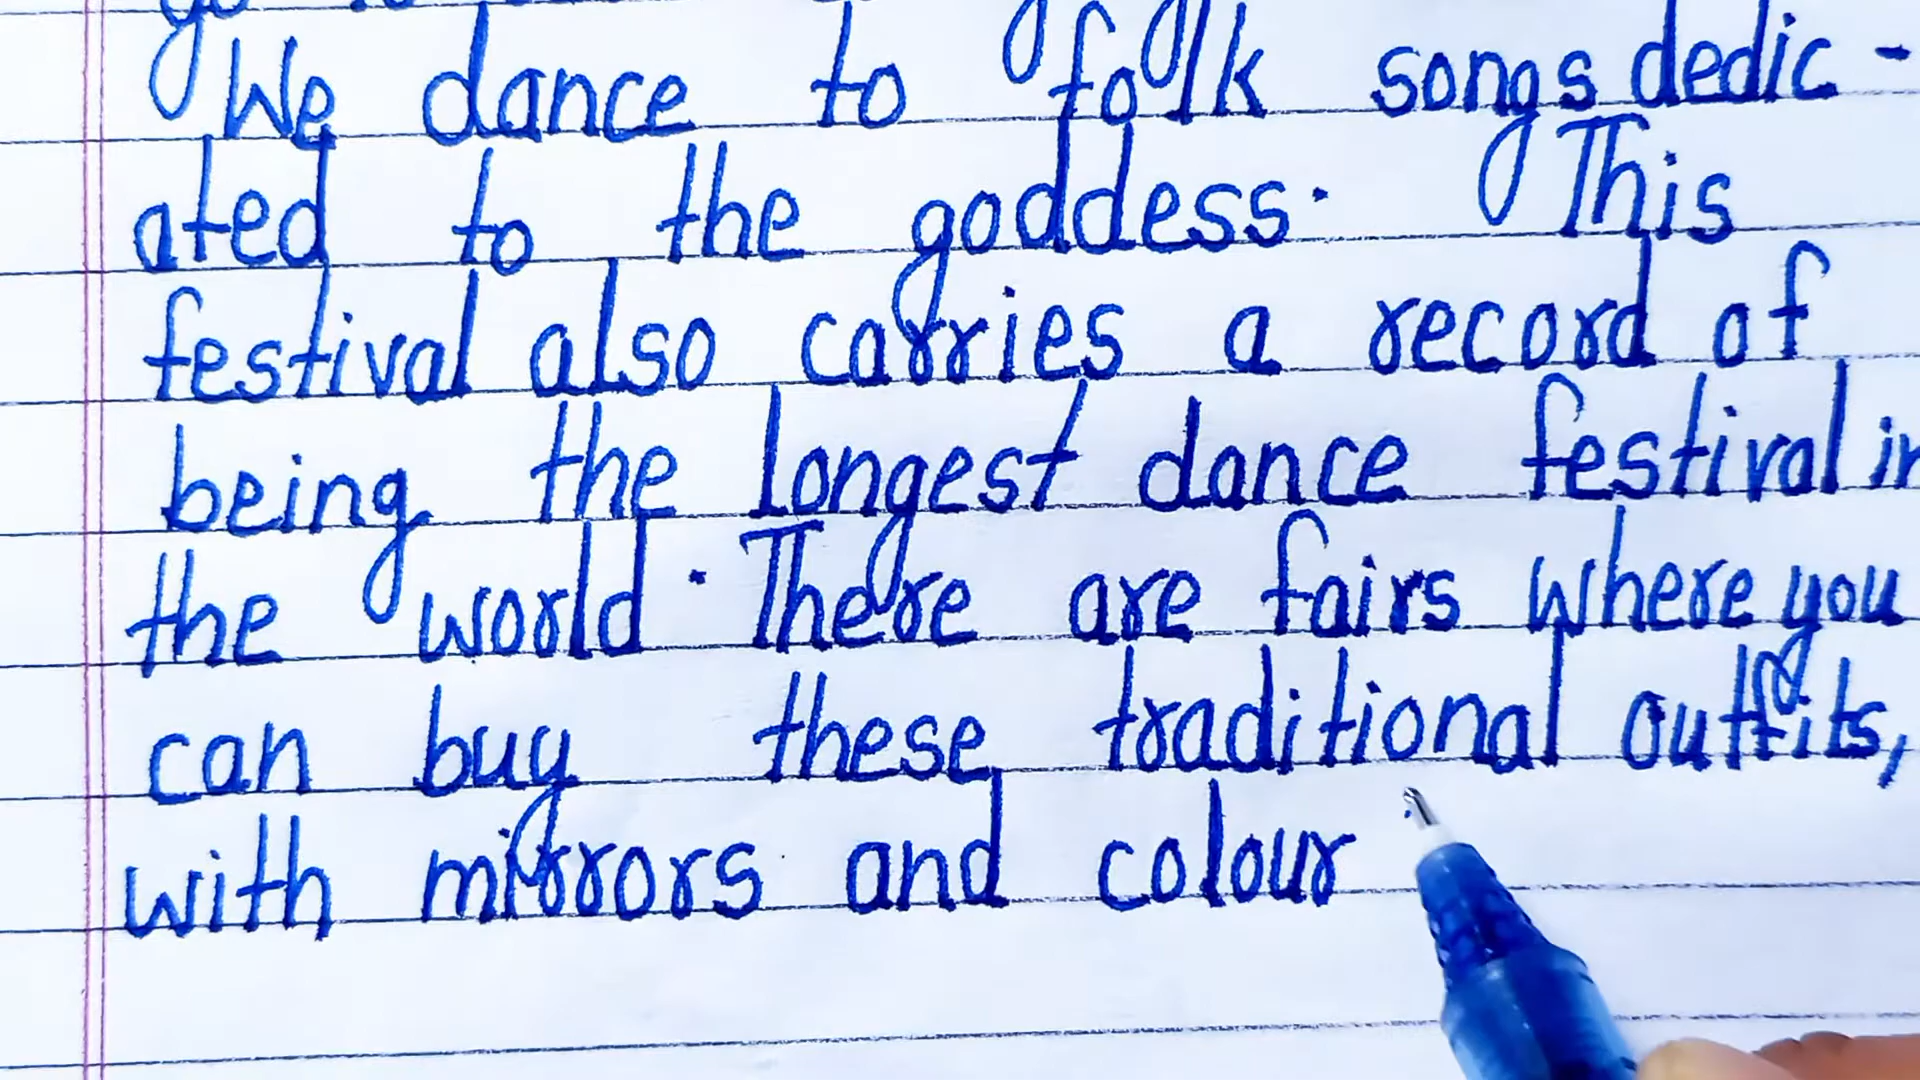 We dance to folk songs dedic-
ated to the goddess. This
festival also carries a record of
being the longest dance festival in
the world. There are fairs where you
can buy these traditional outfits,
with mirrors and colour